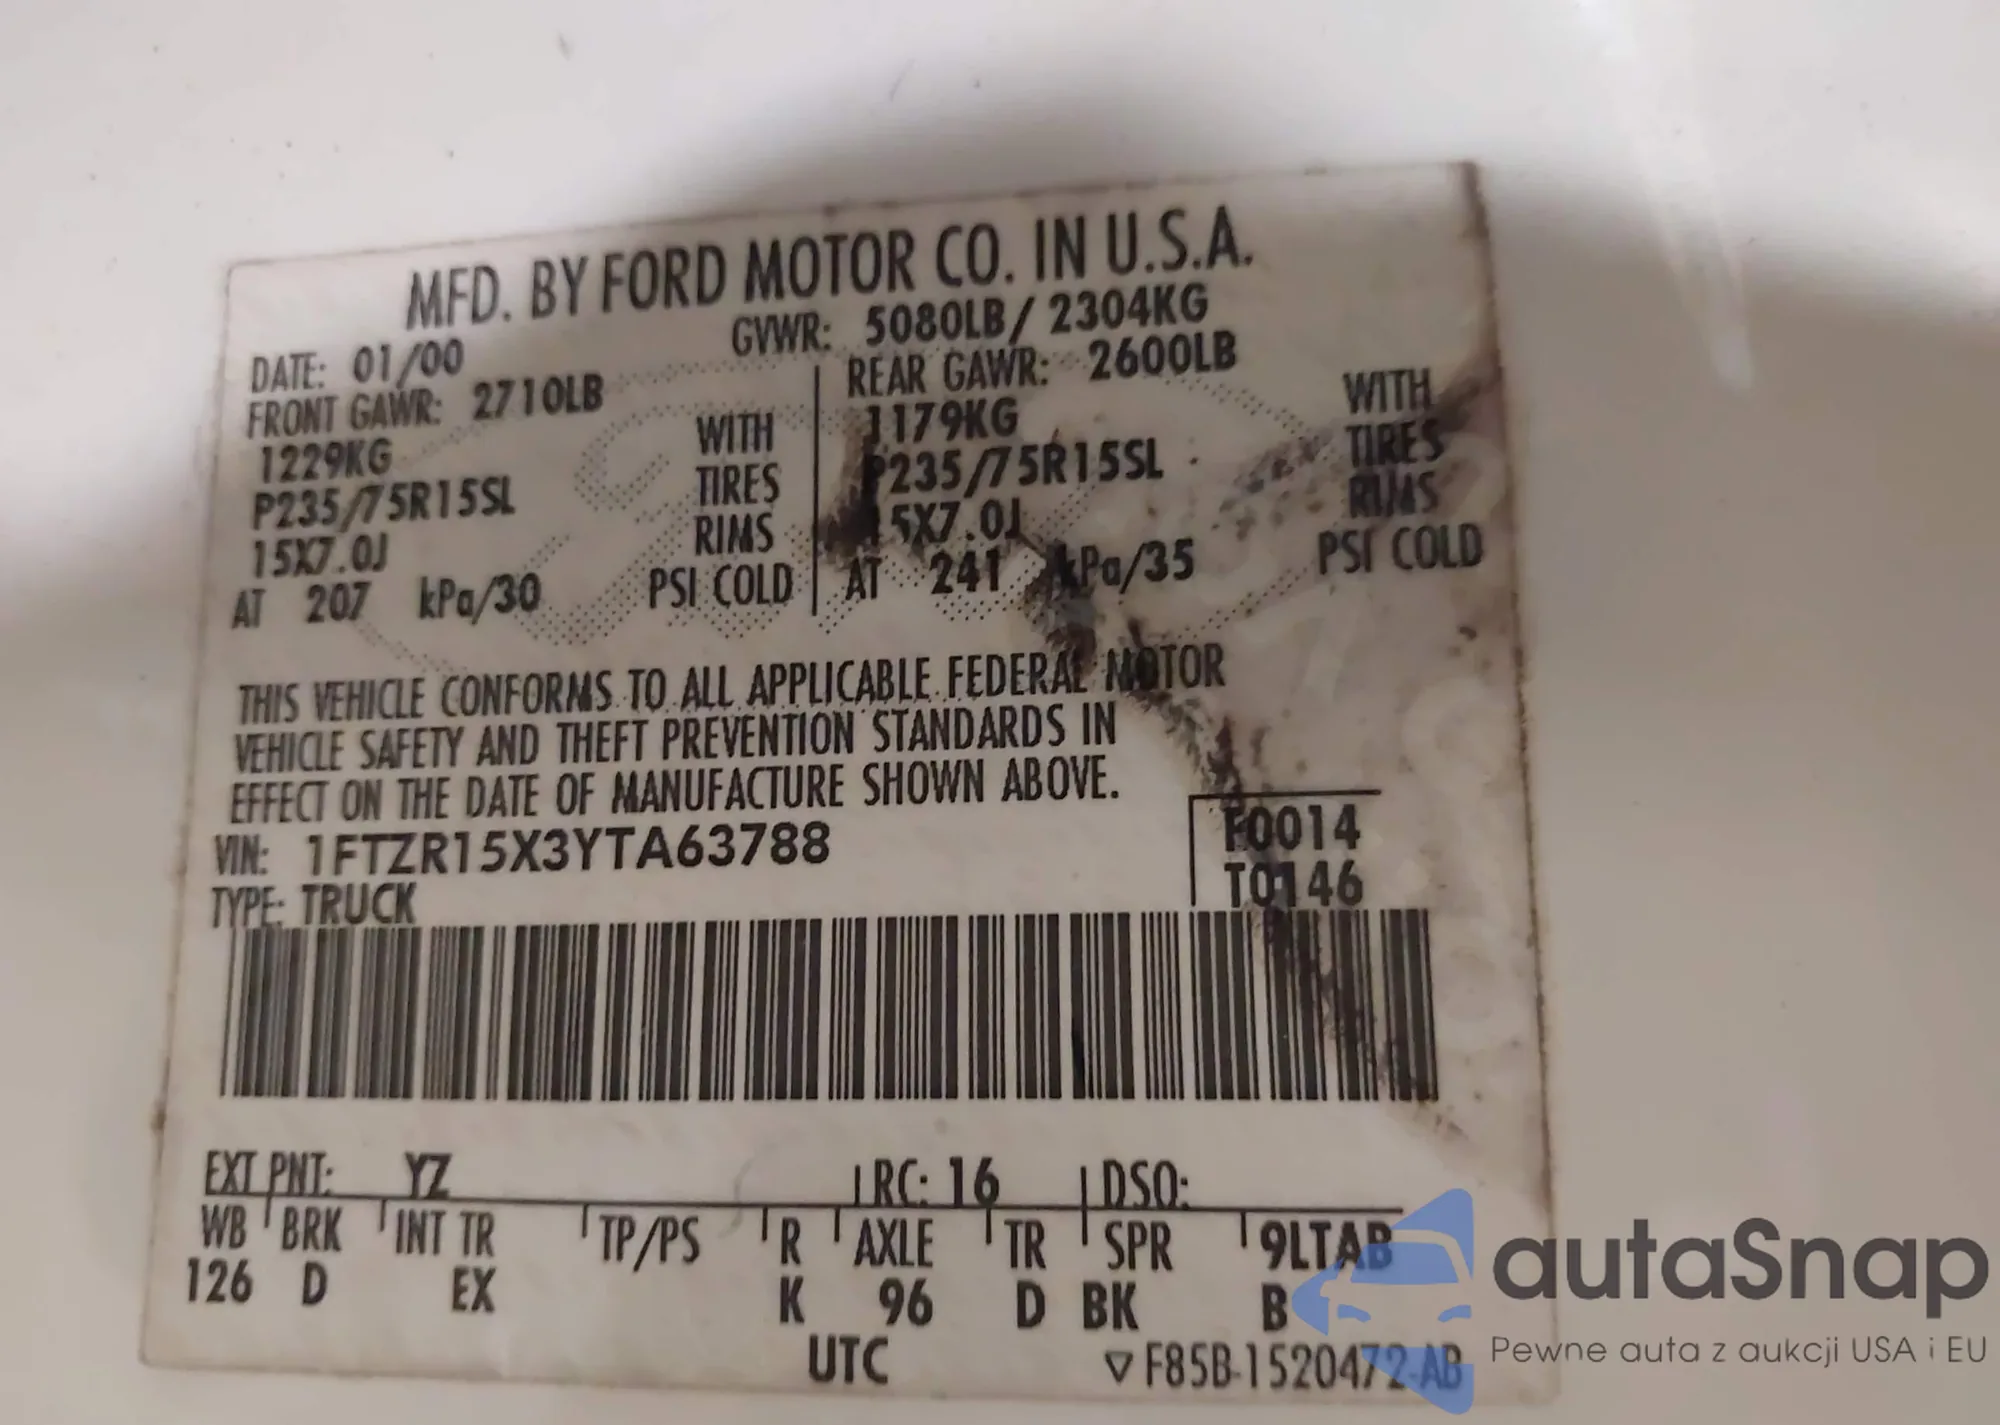 MFD. BY FORD MOTOR CO. IN U.S.A.
DATE: 01/00 GVWR: 5080LB/ 2304KG
FRONT GAWR: 2710LB REAR GAWR: 2600LB
1229KG WITH 1179KG WITH
P235/75R15SL TIRES P235/75R15SL TIRES
15X7.0J RIMS 15X7.0J RIMS
AT 207 kPa/30 PSI COLD AT 241 kPa/35 PSI COLD
THIS VEHICLE CONFORMS TO ALL APPLICABLE FEDERAL MOTOR
VEHICLE SAFETY AND THEFT PREVENTION STANDARDS IN
EFFECT ON THE DATE OF MANUFACTURE SHOWN ABOVE.
VIN: 1FTZR15X3YTA63788 F0014
TYPE: TRUCK T0146
EXT PNT: YZ RC: 16 DSO:
WB BRK INT TR TP/PS R AXLE TR SPR 9LTAB
126 D EX K 96 D BK B
UTC ▽ F85B-1520472-AB
autaSnap
Pewne auta z aukcji USA i EU